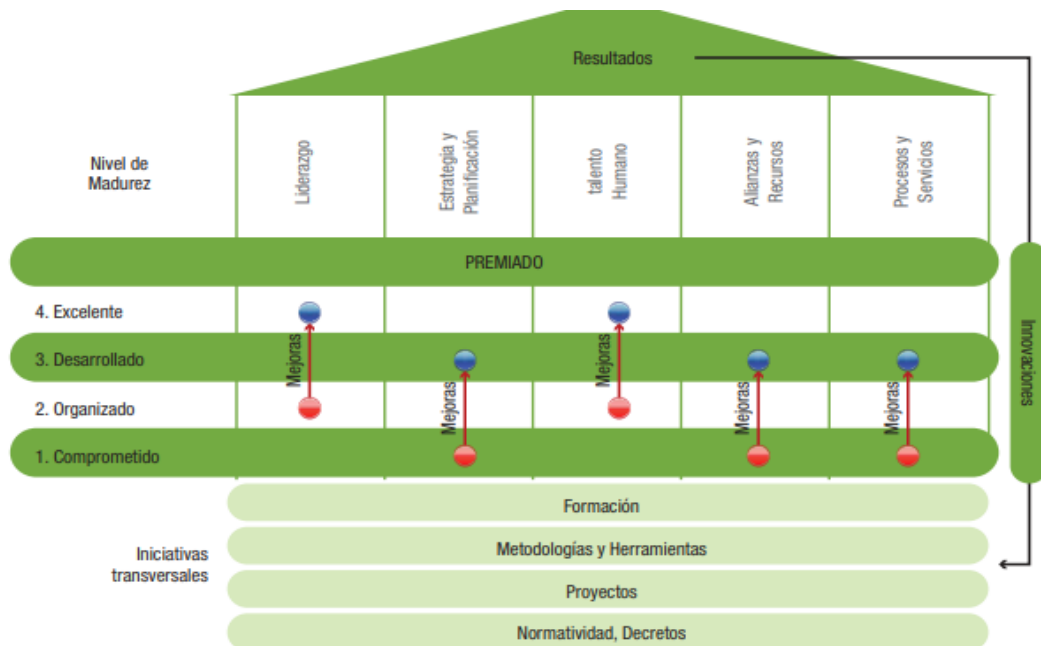 Resultados
Nivel de
Madurez
Liderazgo
Estrategia y
Planificación
talento
Humano
Alianzas y
Recursos
Procesos y
Servicios
PREMIADO
4. Excelente
3. Desarrollado
2. Organizado
1. Comprometido
Mejoras
Mejoras
Mejoras
Mejoras
Mejoras
Innovaciones
Iniciativas
transversales
Formación
Metodologías y Herramientas
Proyectos
Normatividad, Decretos